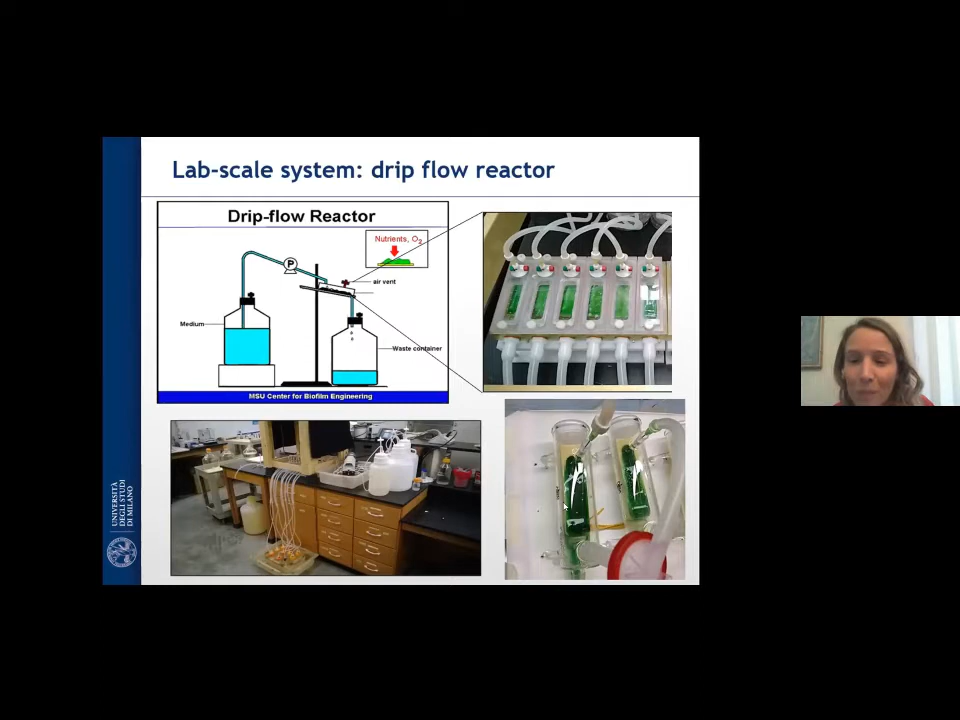 Lab-scale system: drip flow reactor
Drip-flow Reactor
Nutrients, O2
P
air vent
Medium
Waste container
MSU Center for Biofilm Engineering
UNIVERSITÀ
DEGLI STUDI
DI MILANO